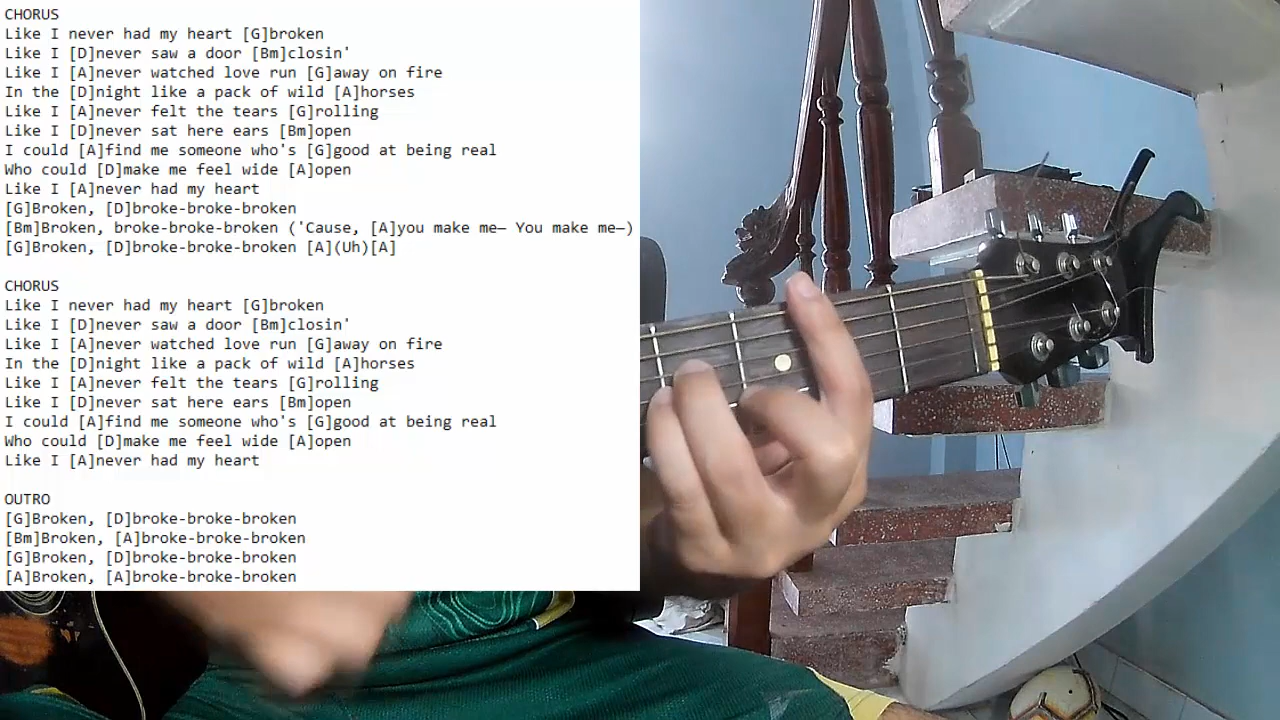 CHORUS
Like I never had my heart [G]broken
Like I [D]never saw a door [Bm]closin'
Like I [A]never watched love run [G]away on fire
In the [D]night like a pack of wild [A]horses
Like I [A]never felt the tears [G]rolling
Like I [D]never sat here ears [Bm]open
I could [A]find me someone who's [G]good at being real
Who could [D]make me feel wide [A]open
Like I [A]never had my heart
[G]Broken, [D]broke-broke-broken
[Bm]Broken, broke-broke-broken ('Cause, [A]you make me— You make me—)
[G]Broken, [D]broke-broke-broken [A](Uh)[A]
CHORUS
Like I never had my heart [G]broken
Like I [D]never saw a door [Bm]closin'
Like I [A]never watched love run [G]away on fire
In the [D]night like a pack of wild [A]horses
Like I [A]never felt the tears [G]rolling
Like I [D]never sat here ears [Bm]open
I could [A]find me someone who's [G]good at being real
Who could [D]make me feel wide [A]open
Like I [A]never had my heart
OUTRO
[G]Broken, [D]broke-broke-broken
[Bm]Broken, [A]broke-broke-broken
[G]Broken, [D]broke-broke-broken
[A]Broken, [A]broke-broke-broken